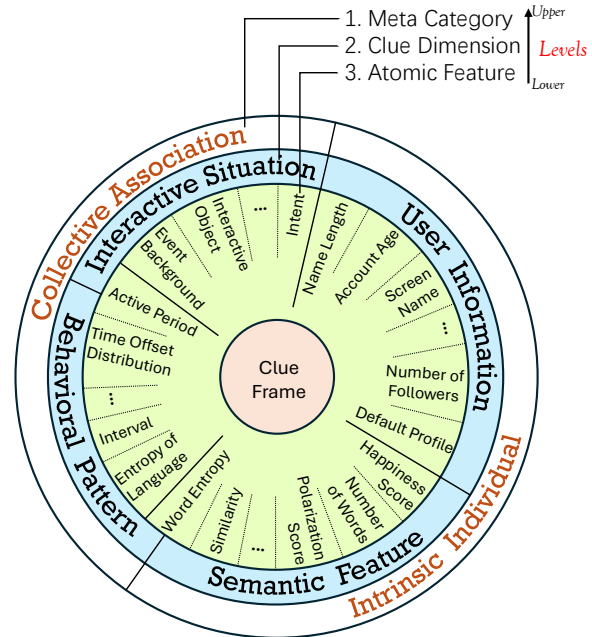 1. Meta Category
2. Clue Dimension
3. Atomic Feature
Upper
Levels
Lower
Collective Association
Interactive Situation
Event
Background
Interactive
Object
...
Intent
User Information
Name Length
Account Age
Screen
Name
...
Number of
Followers
Default Profile
Intrinsic Individual
Semantic Feature
Happiness
Score
Number
of Words
Polarization
Score
...
Similarity
Word Entropy
Behavioral Pattern
Entropy of
Language
Interval
...
Time Offset
Distribution
Active Period
Clue
Frame